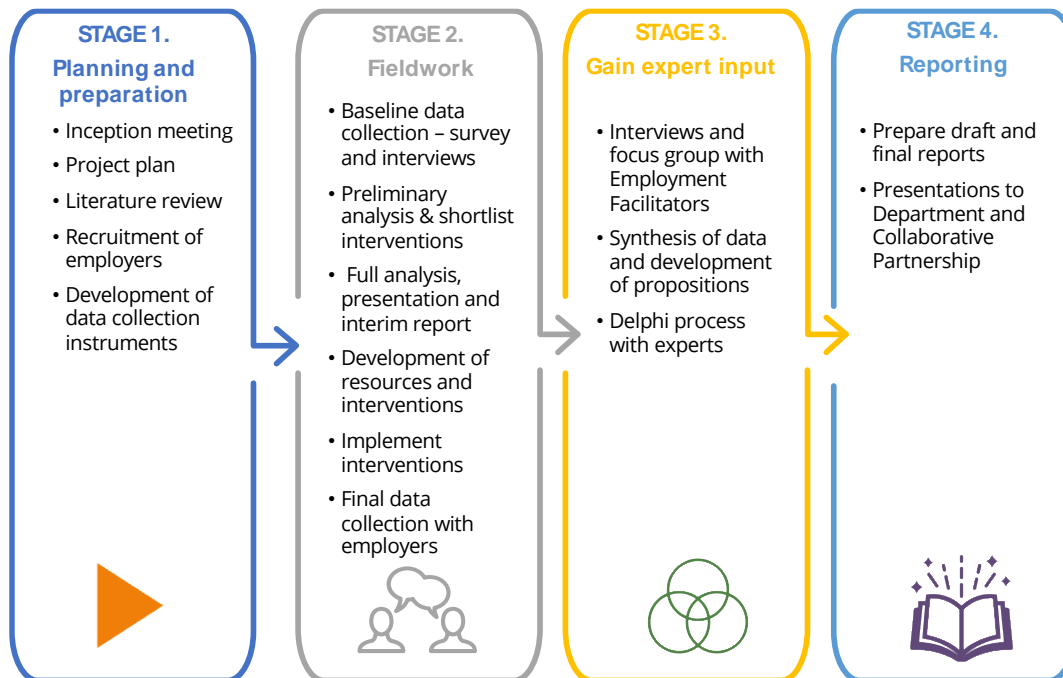 STAGE 1.
Planning and
preparation
• Inception meeting
• Project plan
• Literature review
• Recruitment of
employers
• Development of
data collection
instruments
STAGE 2.
Fieldwork
• Baseline data
collection – survey
and interviews
• Preliminary
analysis & shortlist
interventions
• Full analysis,
presentation and
interim report
• Development of
resources and
interventions
• Implement
interventions
• Final data
collection with
employers
STAGE 3.
Gain expert input
• Interviews and
focus group with
Employment
Facilitators
• Synthesis of data
and development
of propositions
• Delphi process
with experts
STAGE 4.
Reporting
• Prepare draft and
final reports
• Presentations to
Department and
Collaborative
Partnership